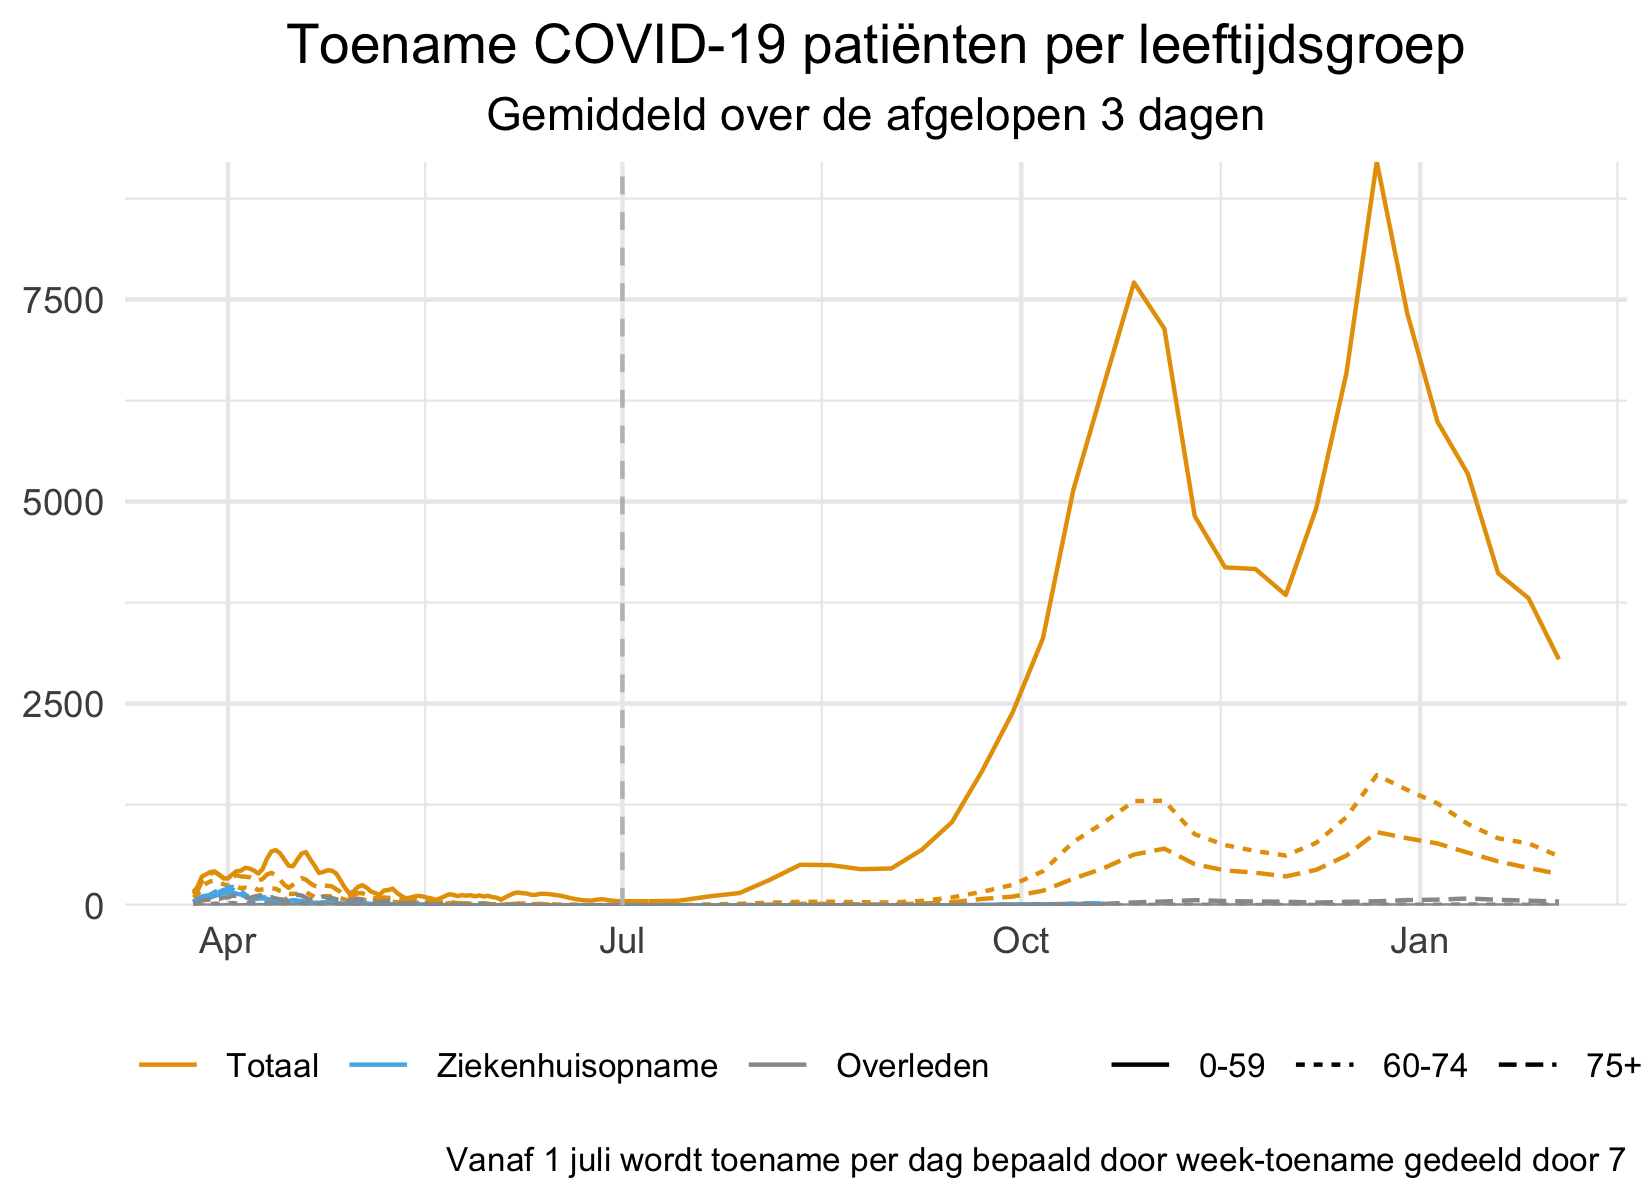 Toename COVID-19 patiënten per leeftijdsgroep
Gemiddeld over de afgelopen 3 dagen
7500
5000
2500
0
Apr Jul Oct Jan
Totaal Ziekenhuisopname Overleden 0-59 60-74 75+
Vanaf 1 juli wordt toename per dag bepaald door week-toename gedeeld door 7